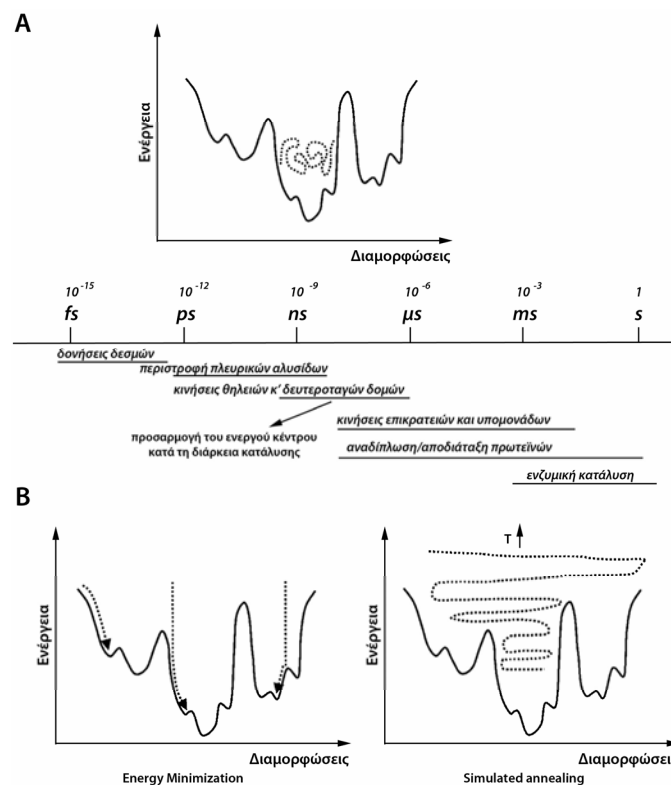 A
Ενέργεια
Διαμορφώσεις
10 -15 10 -12 10 -9 10 -6 10 -3 1
fs ps ns μs ms s
δονήσεις δεσμών
περιστροφή πλευρικών αλυσίδων
κινήσεις θηλειών κ' δευτεροταγών δομών
κινήσεις επικρατειών και υπομονάδων
προσαρμογή του ενεργού κέντρου
κατά τη διάρκεια κατάλυσης
αναδίπλωση/αποδιάταξη πρωτεϊνών
ενζυμική κατάλυση
B
Ενέργεια
Διαμορφώσεις
Energy Minimization
T
Ενέργεια
Διαμορφώσει
Simulated annealing